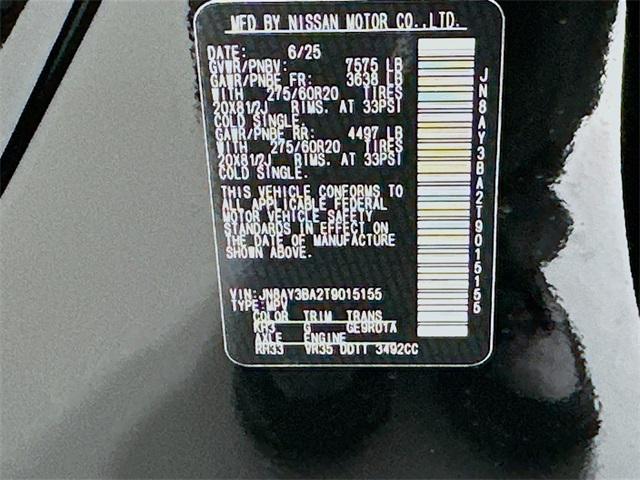 MFD BY NISSAN MOTOR CO.,LTD.
DATE: 6/25
GVWR/PNBV: 7575 LB
GAWR/PNBE FR: 3638 LB
WITH 275/60R20 TIRES
20X81/2J RIMS. AT 33PSI
COLD SINGLE.
GAWR/PNBE RR: 4497 LB
WITH 275/60R20 TIRES
20X81/2J RIMS. AT 33PSI
COLD SINGLE.
THIS VEHICLE CONFORMS TO
ALL APPLICABLE FEDERAL
MOTOR VEHICLE SAFETY
STANDARDS IN EFFECT ON
THE DATE OF MANUFACTURE
SHOWN ABOVE.
VIN:JN8AY3BA2T9015155
TYPE:MPV
COLOR TRIM TRANS
KH3 G GE9R01A
AXLE ENGINE
RH33 VR35 DDTT 3492CC
JN8AY3BA2T9015155